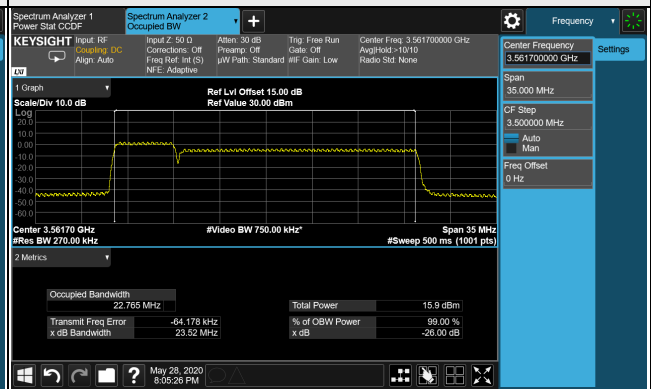 Spectrum Analyzer 1
Power Stat CCDF
Spectrum Analyzer 2
Occupied BW
Frequency
KEYSIGHT
Input: RF
Coupling: DC
Align: Auto
Input Z: 50 Ω
Corrections: Off
Freq Ref: Int (S)
NFE: Adaptive
Atten: 30 dB
Preamp: Off
µW Path: Standard
Trig: Free Run
Gate: Off
#IF Gain: Low
Center Freq: 3.561700000 GHz
Avg|Hold:>10/10
Radio Std: None
LXI
Center Frequency
3.561700000 GHz
Settings
Span
35.000 MHz
CF Step
3.500000 MHz
Auto
Man
Freq Offset
0 Hz
1 Graph
Scale/Div 10.0 dB
Ref Lvl Offset 15.00 dB
Ref Value 30.00 dBm
Log
20.0
10.0
0.00
-10.0
-20.0
-30.0
-40.0
-50.0
-60.0
Center 3.56170 GHz
#Res BW 270.00 kHz
#Video BW 750.00 kHz*
Span 35 MHz
#Sweep 500 ms (1001 pts)
2 Metrics
Occupied Bandwidth
22.765 MHz
Total Power 15.9 dBm
Transmit Freq Error -64.178 kHz
% of OBW Power 99.00 %
x dB Bandwidth 23.52 MHz
x dB -26.00 dB
?
May 28, 2020
8:05:26 PM